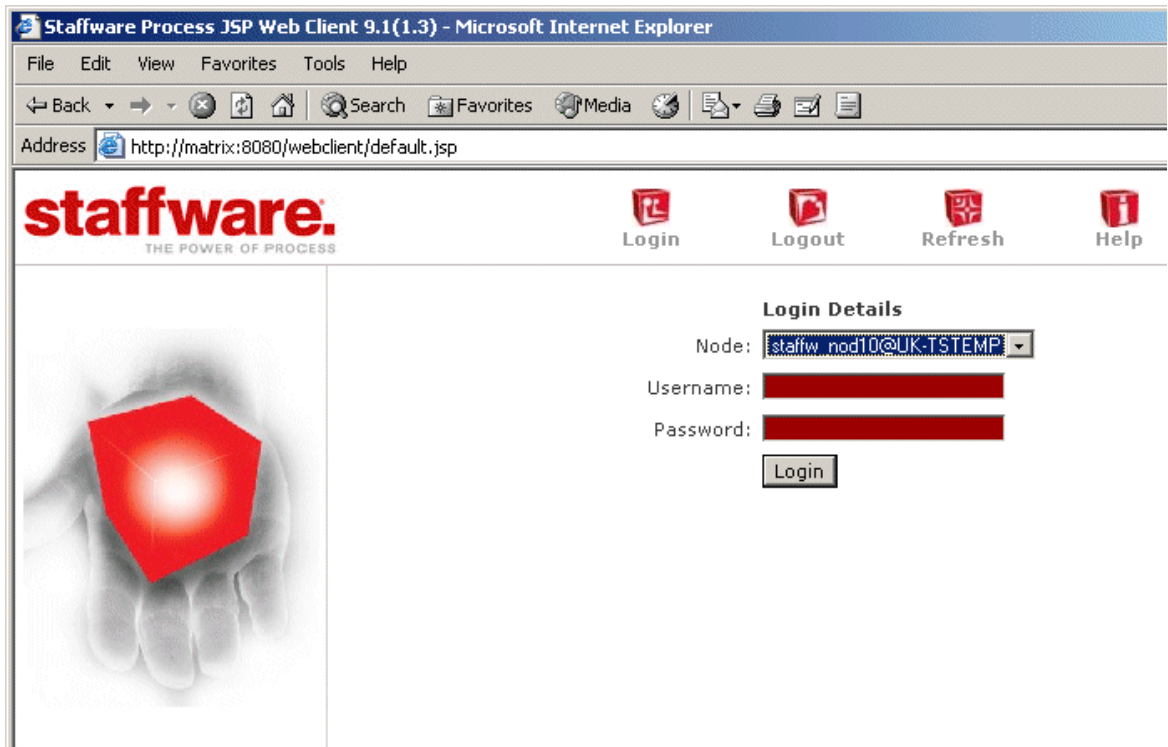 Staffware Process JSP Web Client 9.1(1.3) - Microsoft Internet Explorer
File Edit View Favorites Tools Help
Back Search Favorites Media
Address http://matrix:8080/webclient/default.jsp
staffware.
THE POWER OF PROCESS
Login Logout Refresh Help
Login Details
Node: staffw_nod10@UK-TSTEMP
Username:
Password:
Login